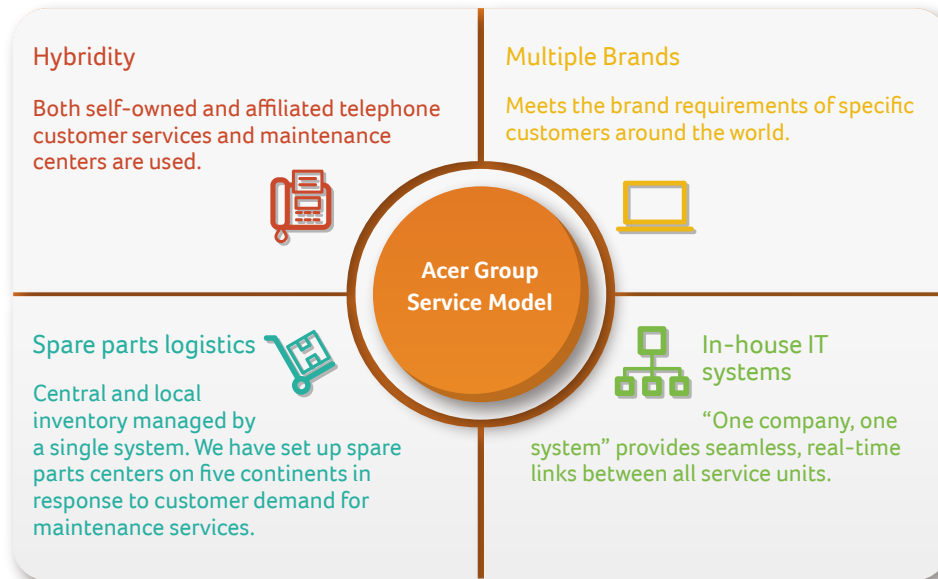 Hybridity
Both self-owned and affiliated telephone
customer services and maintenance
centers are used.
Multiple Brands
Meets the brand requirements of specific
customers around the world.
Acer Group
Service Model
Spare parts logistics
Central and local
inventory managed by
a single system. We have set up spare
parts centers on five continents in
response to customer demand for
maintenance services.
In-house IT
systems
“One company, one
system” provides seamless, real-time
links between all service units.